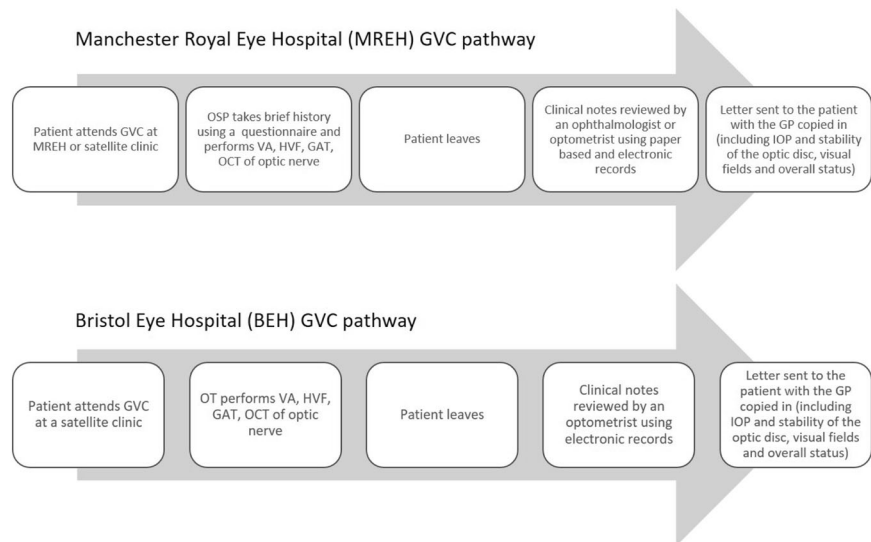 Manchester Royal Eye Hospital (MREH) GVC pathway
Patient attends GVC at
MREH or satellite clinic
OSP takes brief history
using a questionnaire and
performs VA, HVF, GAT,
OCT of optic nerve
Patient leaves
Clinical notes reviewed by
an ophthalmologist or
optometrist using paper
based and electronic
records
Letter sent to the patient
with the GP copied in
(including IOP and stability
of the optic disc, visual
fields and overall status)
Bristol Eye Hospital (BEH) GVC pathway
Patient attends GVC
at a satellite clinic
OT performs VA, HVF,
GAT, OCT of optic
nerve
Patient leaves
Clinical notes
reviewed by an
optometrist using
electronic records
Letter sent to the
patient with the GP
copied in (including
IOP and stability of the
optic disc, visual fields
and overall status)